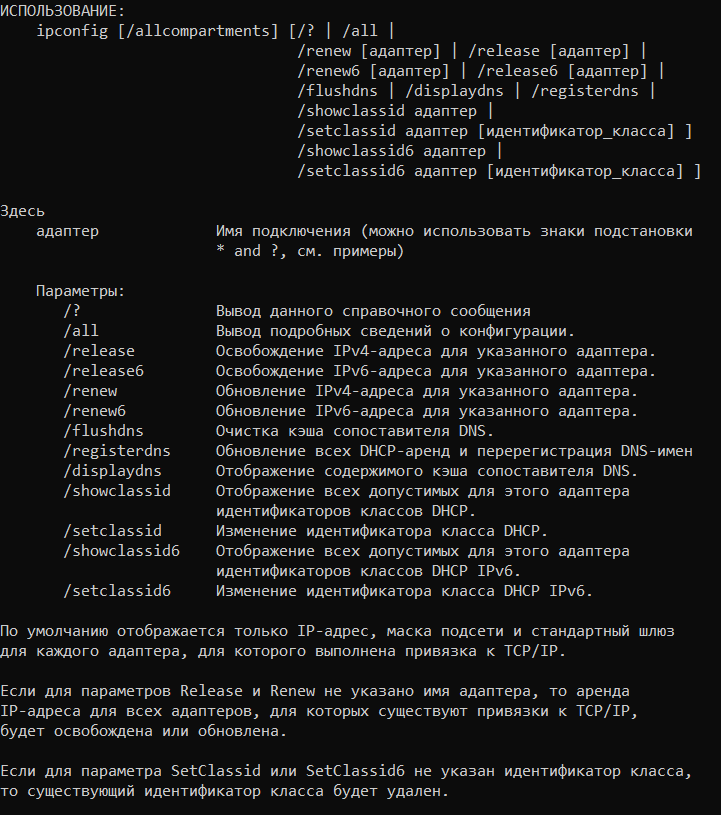 ИСПОЛЬЗОВАНИЕ:
    ipconfig [/allcompartments] [/? | /all |
                                 /renew [адаптер] | /release [адаптер] |
                                 /renew6 [адаптер] | /release6 [адаптер] |
                                 /flushdns | /displaydns | /registerdns |
                                 /showclassid адаптер |
                                 /setclassid адаптер [идентификатор_класса] ]
                                 /showclassid6 адаптер |
                                 /setclassid6 адаптер [идентификатор_класса] ]

Здесь
    адаптер             Имя подключения (можно использовать знаки подстановки
                        * and ?, см. примеры)

    Параметры:
       /?               Вывод данного справочного сообщения
       /all             Вывод подробных сведений о конфигурации.
       /release         Освобождение IPv4-адреса для указанного адаптера.
       /release6        Освобождение IPv6-адреса для указанного адаптера.
       /renew           Обновление IPv4-адреса для указанного адаптера.
       /renew6          Обновление IPv6-адреса для указанного адаптера.
       /flushdns        Очистка кэша сопоставителя DNS.
       /registerdns     Обновление всех DHCP-аренд и перерегистрация DNS-имен
       /displaydns      Отображение содержимого кэша сопоставителя DNS.
       /showclassid     Отображение всех допустимых для этого адаптера
                        идентификаторов классов DHCP.
       /setclassid      Изменение идентификатора класса DHCP.
       /showclassid6    Отображение всех допустимых для этого адаптера
                        идентификаторов классов DHCP IPv6.
       /setclassid6     Изменение идентификатора класса DHCP IPv6.

По умолчанию отображается только IP-адрес, маска подсети и стандартный шлюз
для каждого адаптера, для которого выполнена привязка к TCP/IP.

Если для параметров Release и Renew не указано имя адаптера, то аренда
IP-адреса для всех адаптеров, для которых существуют привязки к TCP/IP,
будет освобождена или обновлена.

Если для параметра SetClassid или SetClassid6 не указан идентификатор класса,
то существующий идентификатор класса будет удален.